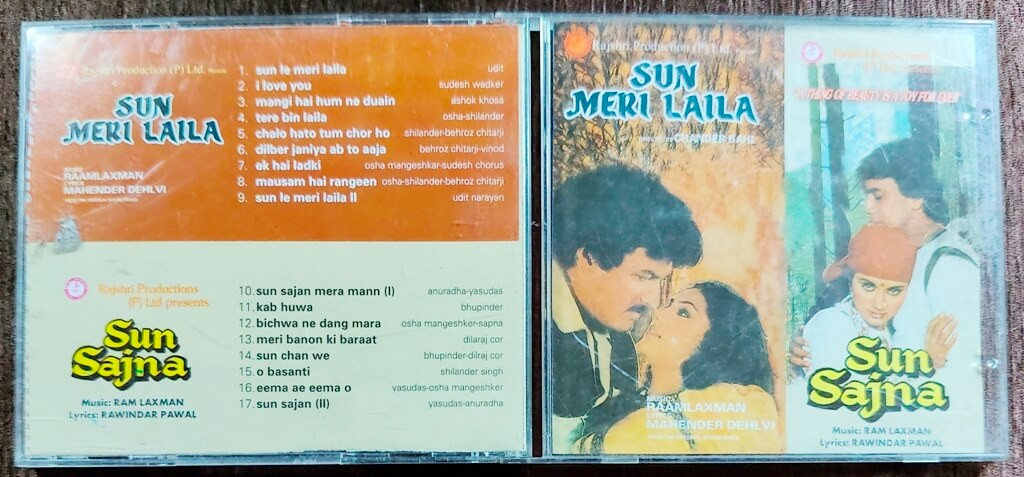 Rajshri Production (P) Ltd.
SUN
MERI LAILA
MUSIC
RAAMLAXMAN
LYRICS
MAHENDER DEHLVI
1. sun le meri laila udit
2. i love you sudesh wadker
3. mangi hai hum ne duain ashok khosa
4. tere bin laila osha-shilander
5. chalo hato tum chor ho shilander-behroz chitarji
6. dilber janiya ab to aaja behroz chitarji-vinod
7. ek hai ladki osha mangeshkar-sudesh chorus
8. mausam hai rangeen osha-shilander-behroz chitarji
9. sun le meri laila II udit narayan
Rajshri Productions
(P) Ltd presents
Sun
Sajna
Music: RAM LAXMAN
Lyrics: RAWINDAR PAWAL
10. sun sajan mera mann (I) anuradha-yasudas
11. kab huwa bhupinder
12. bichwa ne dang mara osha mangeshker-sapna
13. meri banon ki baraat dilaraj cor
14. sun chan we bhupinder-dilraj cor
15. o basanti shilander singh
16. eema ae eema o yasudas-osha mangeshker
17. sun sajan (II) yasudas-anuradha
Rajshri Production (P) Ltd.
SUN
MERI LAILA
CHANDER BAHL
MUSIC
RAAMLAXMAN
LYRICS
MAHENDER DEHLVI
Rajshri Productions
THING OF BEAUTY IS A JOY FOR EVER
Sun
Sajna
Music: RAM LAXMAN
Lyrics: RAWINDAR PAWAL